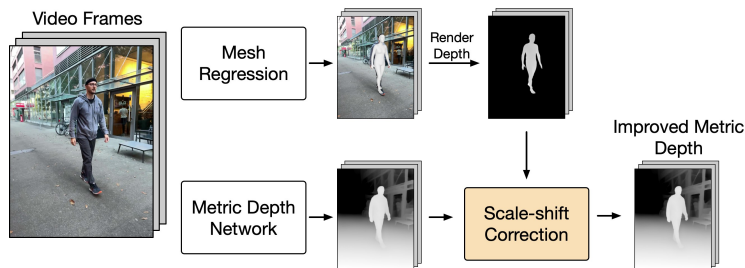 Video Frames
Mesh
Regression
Render
Depth
Metric Depth
Network
Scale-shift
Correction
Improved Metric
Depth